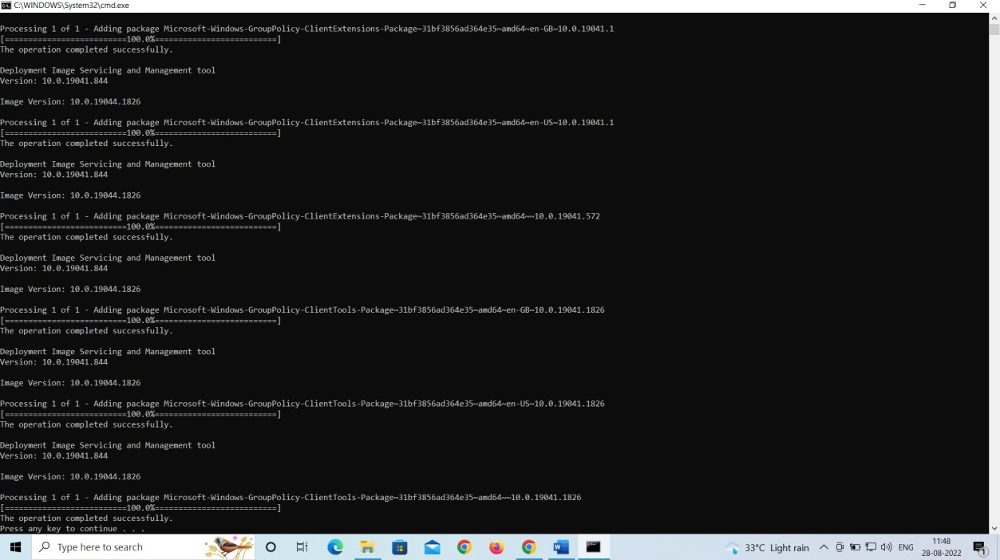 C:\WINDOWS\System32\cmd.exe
Processing 1 of 1 - Adding package Microsoft-Windows-GroupPolicy-ClientExtensions-Package~31bf3856ad364e35~amd64~en-GB~10.0.19041.1
[==========================100.0%==========================]
The operation completed successfully.
Deployment Image Servicing and Management tool
Version: 10.0.19041.844
Image Version: 10.0.19044.1826
Processing 1 of 1 - Adding package Microsoft-Windows-GroupPolicy-ClientExtensions-Package~31bf3856ad364e35~amd64~en-US~10.0.19041.1
[==========================100.0%==========================]
The operation completed successfully.
Deployment Image Servicing and Management tool
Version: 10.0.19041.844
Image Version: 10.0.19044.1826
Processing 1 of 1 - Adding package Microsoft-Windows-GroupPolicy-ClientExtensions-Package~31bf3856ad364e35~amd64~~10.0.19041.572
[==========================100.0%==========================]
The operation completed successfully.
Deployment Image Servicing and Management tool
Version: 10.0.19041.844
Image Version: 10.0.19044.1826
Processing 1 of 1 - Adding package Microsoft-Windows-GroupPolicy-ClientTools-Package~31bf3856ad364e35~amd64~en-GB~10.0.19041.1826
[==========================100.0%==========================]
The operation completed successfully.
Deployment Image Servicing and Management tool
Version: 10.0.19041.844
Image Version: 10.0.19044.1826
Processing 1 of 1 - Adding package Microsoft-Windows-GroupPolicy-ClientTools-Package~31bf3856ad364e35~amd64~en-US~10.0.19041.1826
[==========================100.0%==========================]
The operation completed successfully.
Deployment Image Servicing and Management tool
Version: 10.0.19041.844
Image Version: 10.0.19044.1826
Processing 1 of 1 - Adding package Microsoft-Windows-GroupPolicy-ClientTools-Package~31bf3856ad364e35~amd64~~10.0.19041.1826
[==========================100.0%==========================]
The operation completed successfully.
Press any key to continue . . .
Type here to search
W
33°C Light rain
ENG
11:48
28-08-2022
1